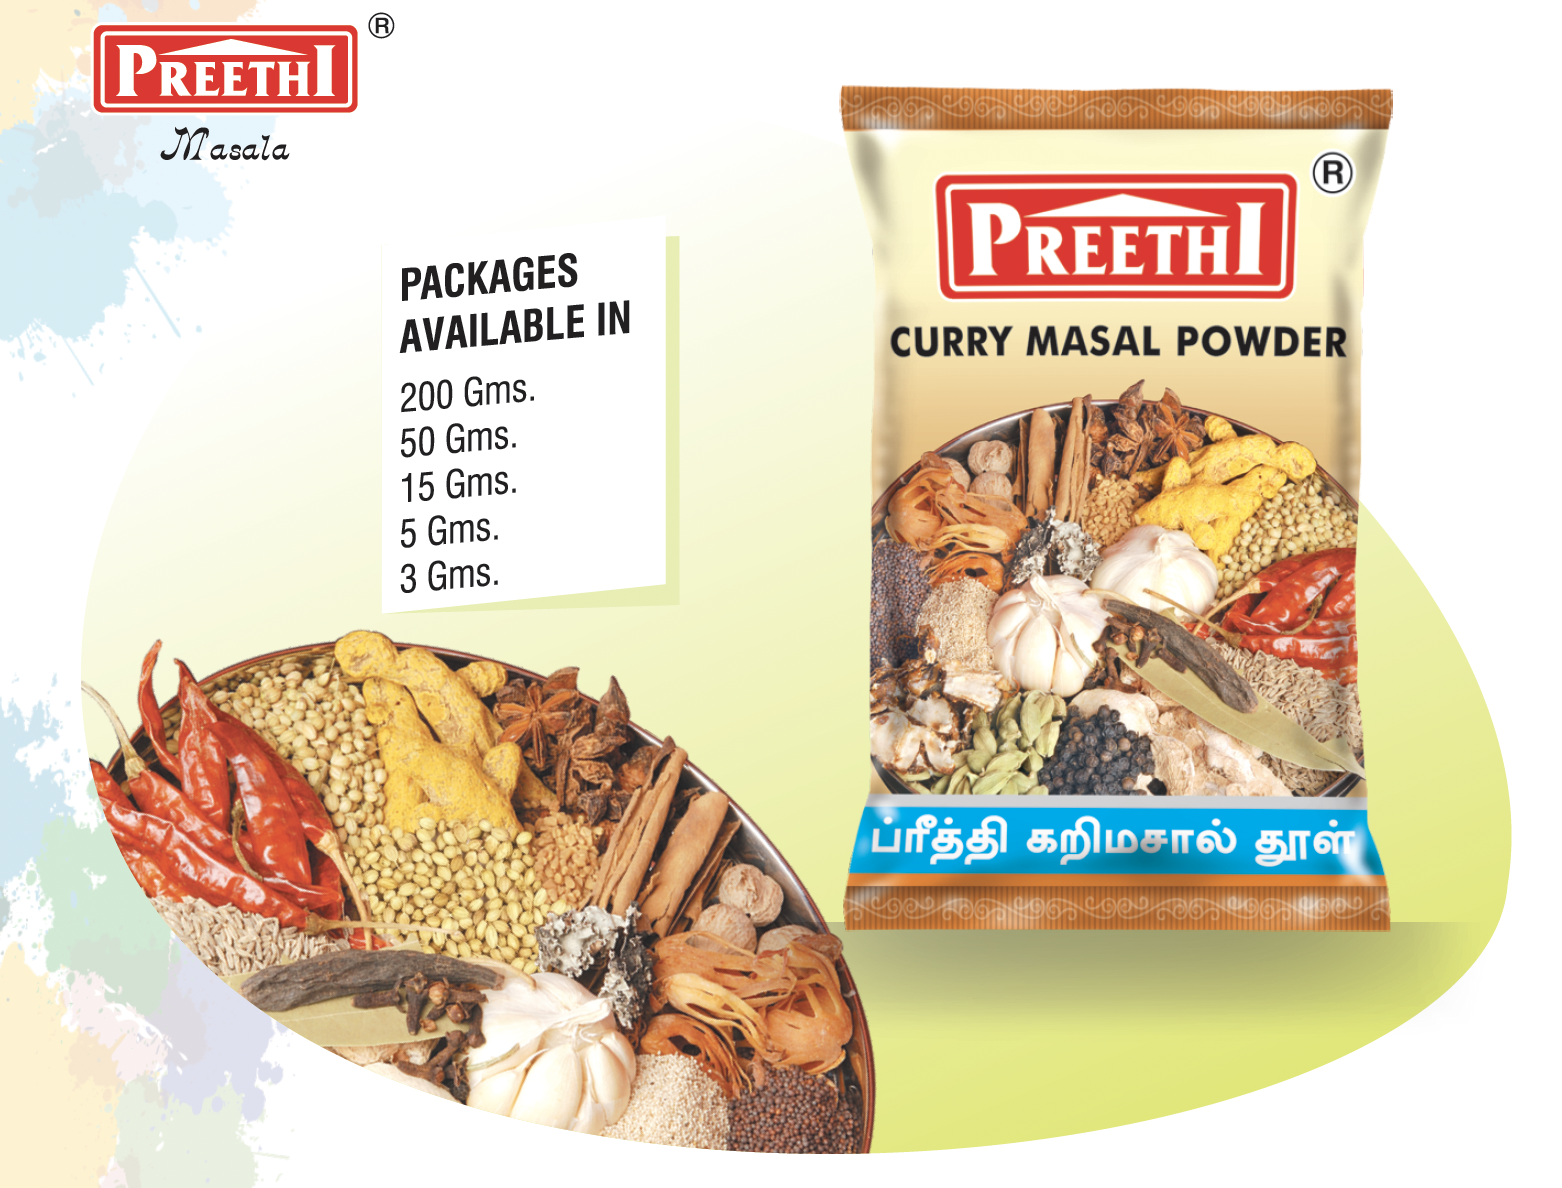 PREETHI ®
Masala
PACKAGES
AVAILABLE IN
200 Gms.
50 Gms.
15 Gms.
5 Gms.
3 Gms.
PREETHI ®
CURRY MASAL POWDER
ப்ரீத்தி கறிமசால் தூள்